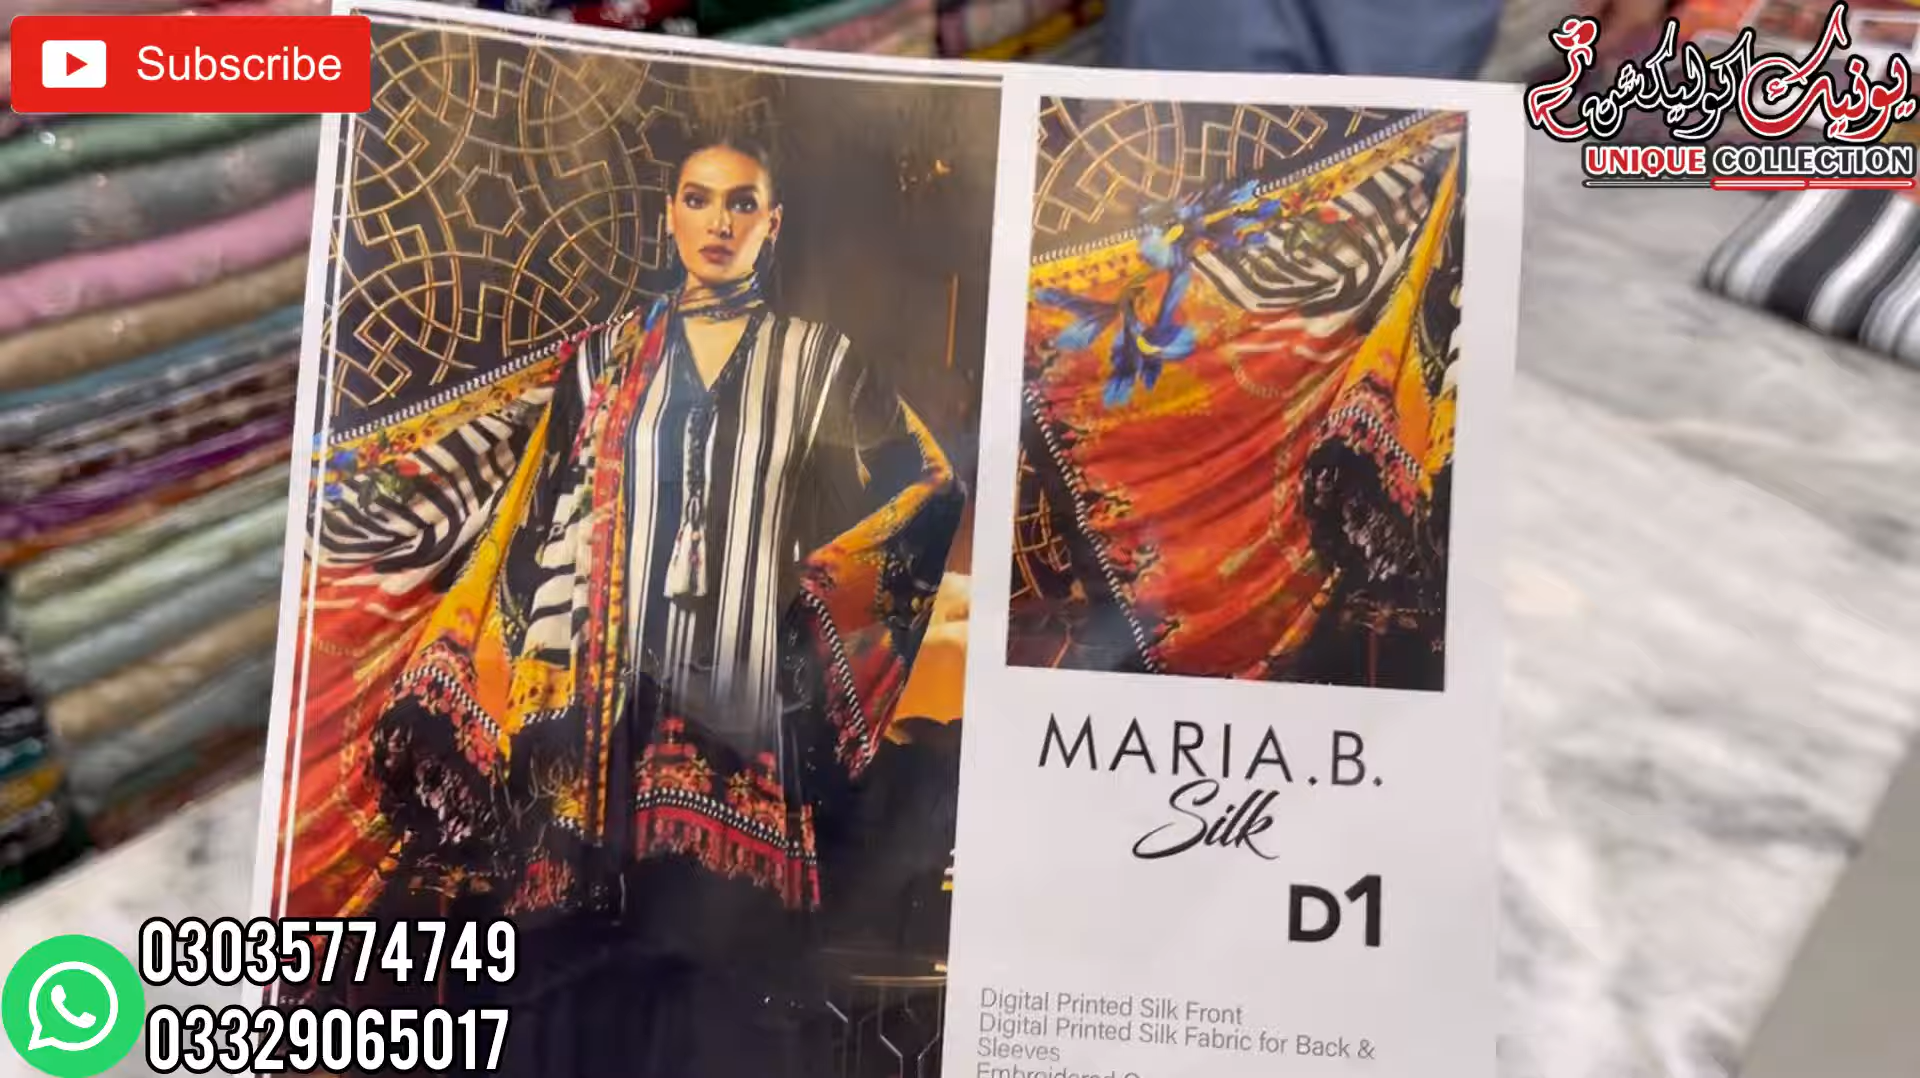 Subscribe
یونیک کولیکشن
UNIQUE COLLECTION
MARIA.B.
Silk
D1
Digital Printed Silk Front
Digital Printed Silk Fabric for Back &
Sleeves
Embroidered
03035774749
03329065017